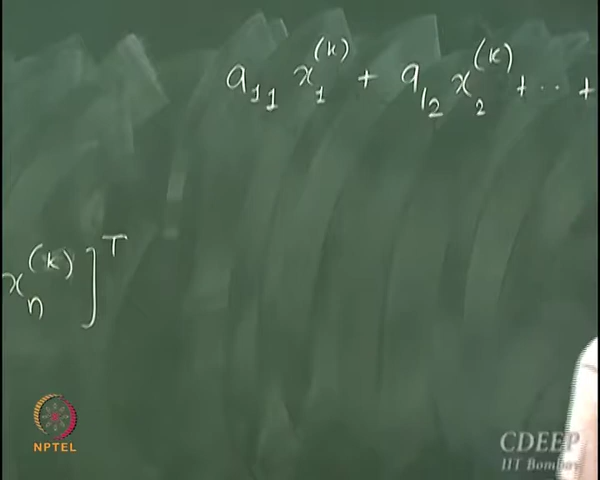 a₁₁ x₁⁽ᵏ⁾ + a₁₂ x₂⁽ᵏ⁾ + ... +
xₙ⁽ᵏ⁾ ]ᵀ
NPTEL
CDEEP
IIT Bombay